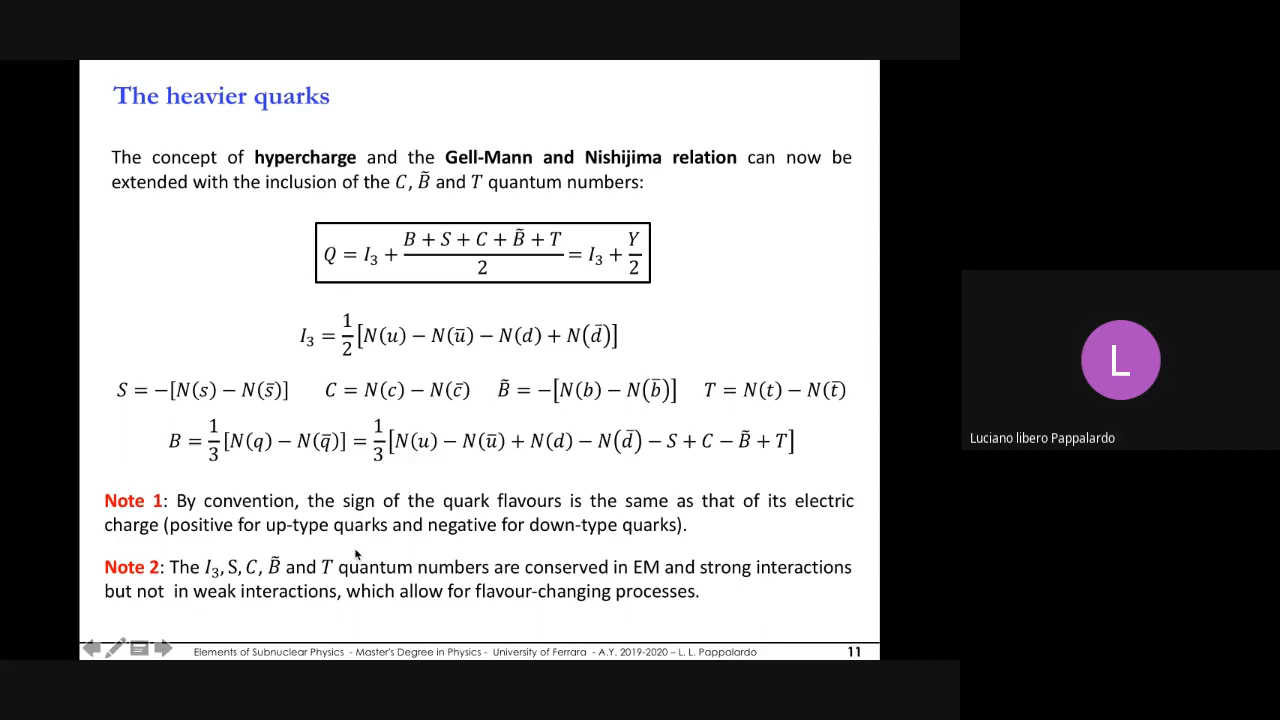 The heavier quarks
The concept of hypercharge and the Gell-Mann and Nishijima relation can now be
extended with the inclusion of the C, B̃ and T quantum numbers:
Q = I₃ + (B + S + C + B̃ + T)/2 = I₃ + Y/2
I₃ = 1/2 [N(u) − N(ū) − N(d) + N(d̄)]
S = −[N(s) − N(s̄)] C = N(c) − N(c̄) B̃ = −[N(b) − N(b̄)] T = N(t) − N(t̄)
B = 1/3 [N(q) − N(q̄)] = 1/3 [N(u) − N(ū) + N(d) − N(d̄) − S + C − B̃ + T]
Note 1: By convention, the sign of the quark flavours is the same as that of its electric
charge (positive for up-type quarks and negative for down-type quarks).
Note 2: The I₃, S, C, B̃ and T quantum numbers are conserved in EM and strong interactions
but not in weak interactions, which allow for flavour-changing processes.
Elements of Subnuclear Physics - Master's Degree in Physics - University of Ferrara - A.Y. 2019-2020 – L. L. Pappalardo 11
L
Luciano libero Pappalardo